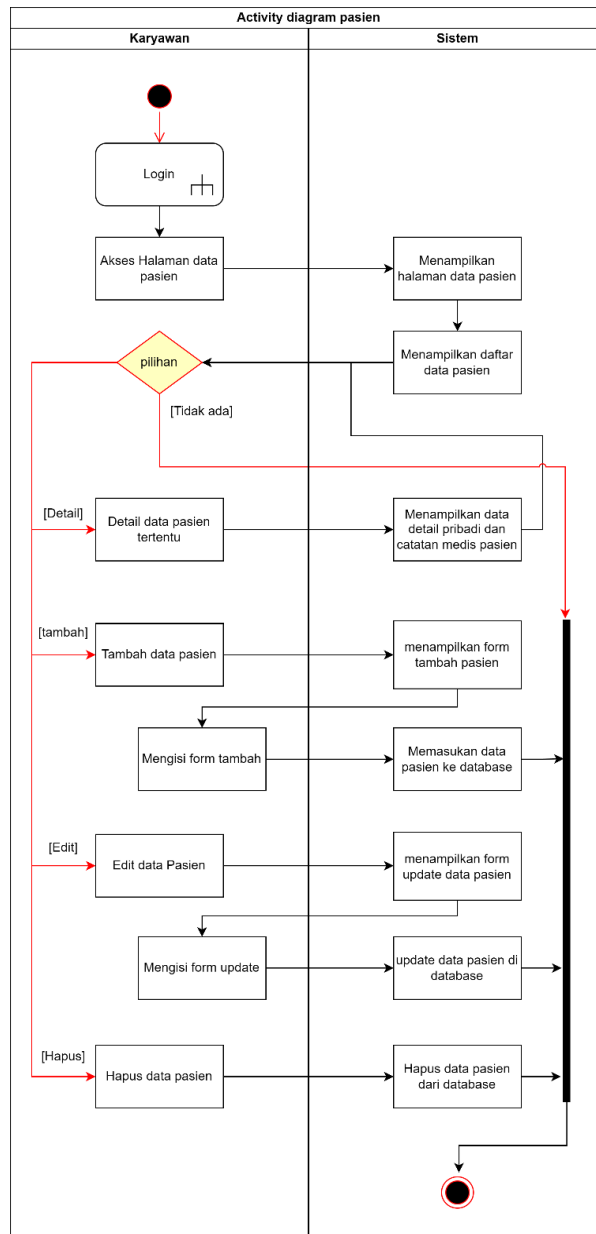 Activity diagram pasien
Karyawan
Sistem
Login
Akses Halaman data
pasien
Menampilkan
halaman data pasien
Menampilkan daftar
data pasien
pilihan
[Tidak ada]
[Detail]
Detail data pasien
tertentu
Menampilkan data
detail pribadi dan
catatan medis pasien
[tambah]
Tambah data pasien
menampilkan form
tambah pasien
Mengisi form tambah
Memasukan data
pasien ke database
[Edit]
Edit data Pasien
menampilkan form
update data pasien
Mengisi form update
update data pasien di
database
[Hapus]
Hapus data pasien
Hapus data pasien
dari database